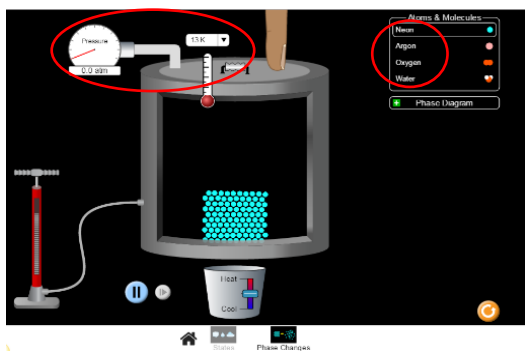 Atoms & Molecules
Neon
Argon
Oxygen
Water
Phase Diagram
Pressure
0.0 atm
13 K
Heat
Cool
States
Phase Changes